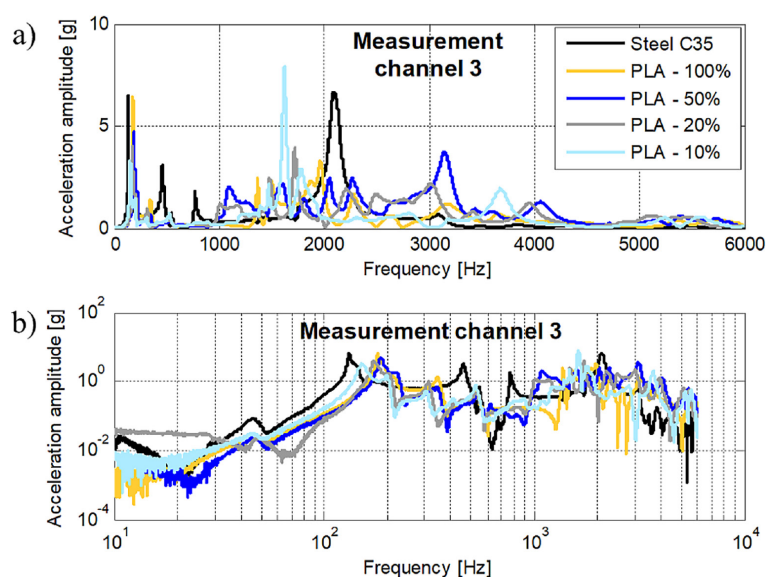 a)
Measurement
channel 3
Steel C35
PLA - 100%
PLA - 50%
PLA - 20%
PLA - 10%
Acceleration amplitude [g]
10
5
0
0 1000 2000 3000 4000 5000 6000
Frequency [Hz]
b)
Measurement channel 3
Acceleration amplitude [g]
10^2
10^0
10^-2
10^-4
10^1 10^2 10^3 10^4
Frequency [Hz]